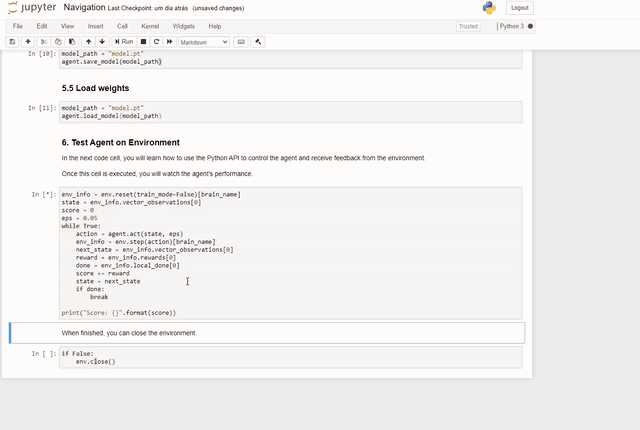 jupyter Navigation Last Checkpoint: um dia atrás (unsaved changes)
Logout
File Edit View Insert Cell Kernel Widgets Help
Trusted Python 3
Run Markdown
In [10]: model_path = "model.pt"
agent.save_model(model_path)
5.5 Load weights
In [11]: model_path = "model.pt"
agent.load_model(model_path)
6. Test Agent on Environment
In the next code cell, you will learn how to use the Python API to control the agent and receive feedback from the environment.
Once this cell is executed, you will watch the agent's performance.
In [*]: env_info = env.reset(train_mode=False)[brain_name]
state = env_info.vector_observations[0]
score = 0
eps = 0.05
while True:
action = agent.act(state, eps)
env_info = env.step(action)[brain_name]
next_state = env_info.vector_observations[0]
reward = env_info.rewards[0]
done = env_info.local_done[0]
score += reward
state = next_state
if done:
break
print("Score: {}".format(score))
When finished, you can close the environment.
In [ ]: if False:
env.close()